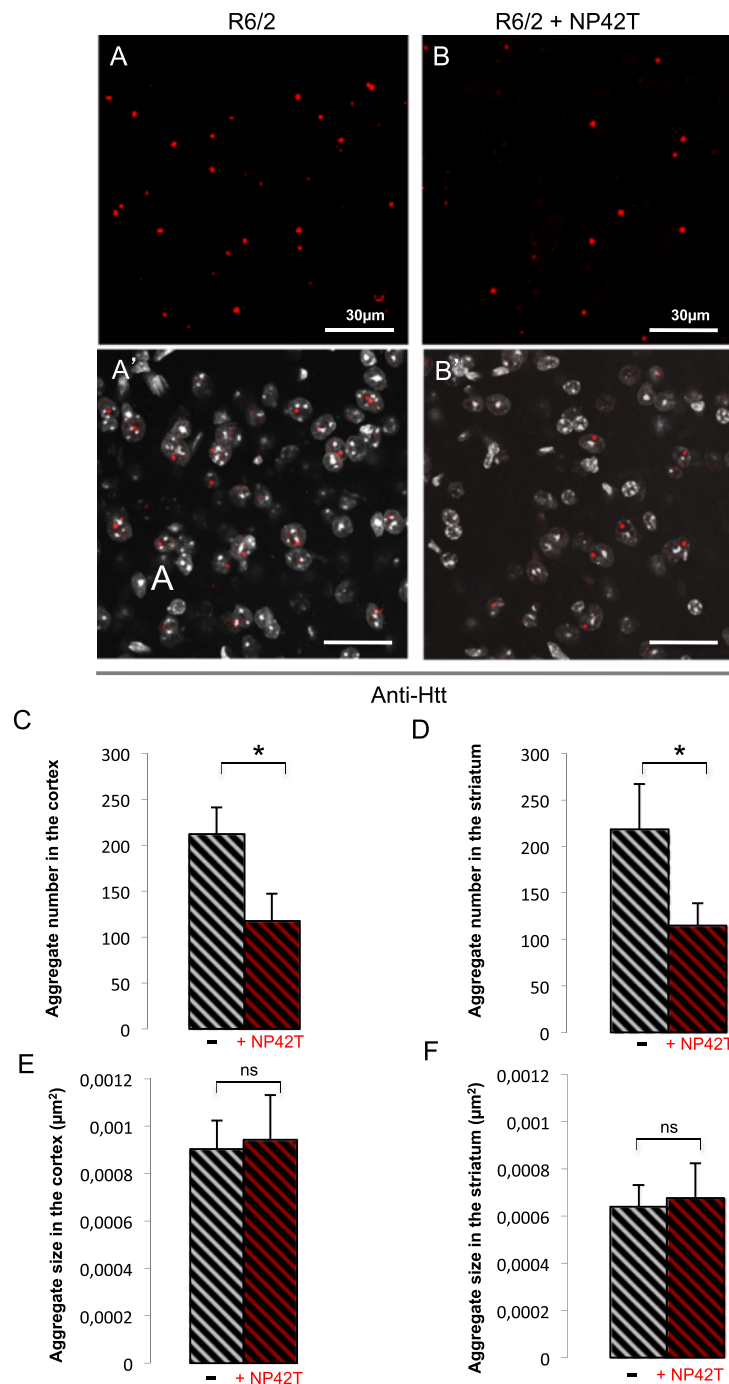 R6/2
R6/2 + NP42T
A
B
30µm
30µm
A’
B’
A
Anti-Htt
C
Aggregate number in the cortex
300
250
200
150
100
50
0
*
-
+ NP42T
D
Aggregate number in the striatum
300
250
200
150
100
50
0
*
-
+ NP42T
E
Aggregate size in the cortex (µm²)
0,0012
0,001
0,0008
0,0006
0,0004
0,0002
0
ns
-
+ NP42T
F
Aggregate size in the striatum (µm²)
0,0012
0,001
0,0008
0,0006
0,0004
0,0002
0
ns
-
+ NP42T